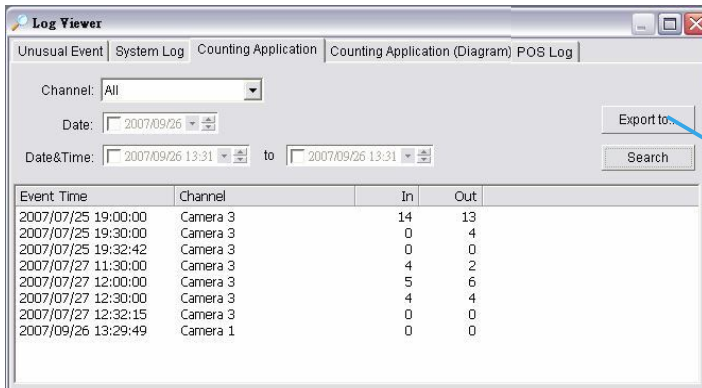 Log Viewer
Unusual Event System Log Counting Application Counting Application (Diagram) POS Log
Channel: All
Date: 2007/09/26
Export to...
Date&Time: 2007/09/26 13:31 to 2007/09/26 13:31
Search
Event Time Channel In Out
2007/07/25 19:00:00 Camera 3 14 13
2007/07/25 19:30:00 Camera 3 0 4
2007/07/25 19:32:42 Camera 3 0 0
2007/07/27 11:30:00 Camera 3 4 2
2007/07/27 12:00:00 Camera 3 5 6
2007/07/27 12:30:00 Camera 3 4 4
2007/07/27 12:32:15 Camera 3 0 0
2007/09/26 13:29:49 Camera 1 0 0